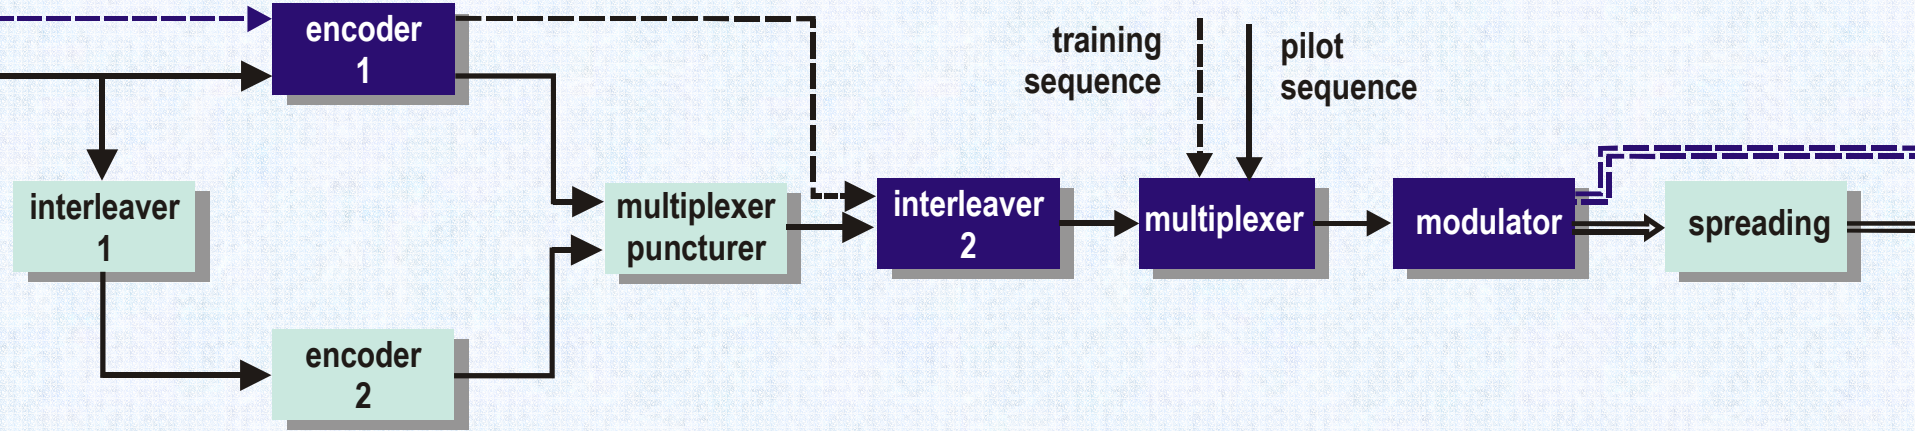 encoder
1
training
sequence
pilot
sequence
interleaver
1
multiplexer
puncturer
interleaver
2
multiplexer
modulator
spreading
encoder
2